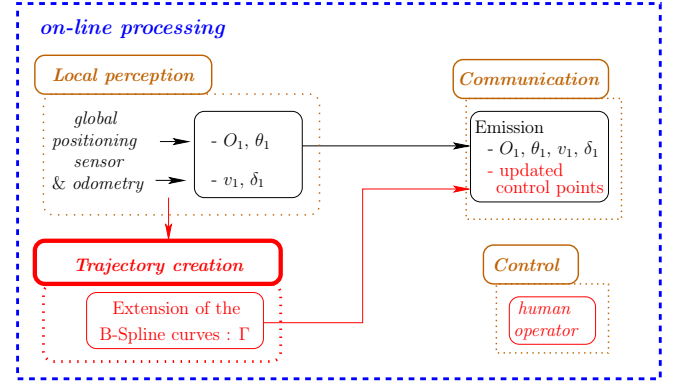 on-line processing
Local perception
global
positioning
sensor
& odometry
- O₁, θ₁
- v₁, δ₁
Communication
Emission
- O₁, θ₁, v₁, δ₁
- updated
control points
Trajectory creation
Extension of the
B-Spline curves : Γ
Control
human
operator